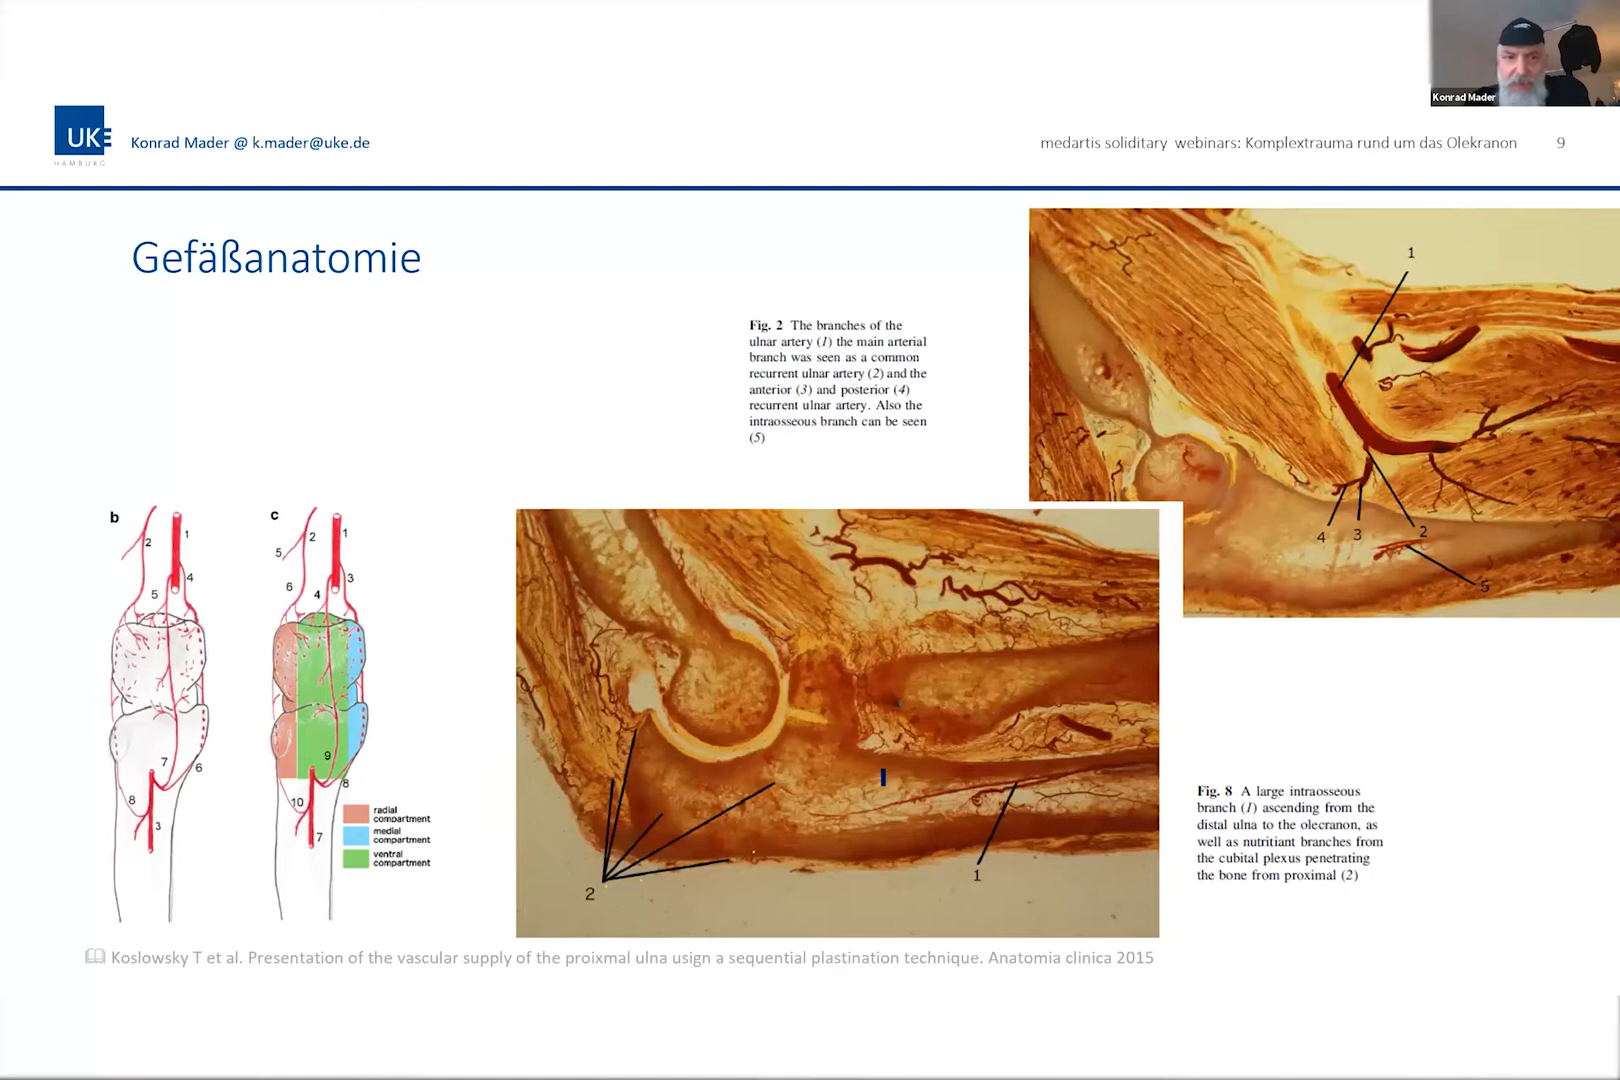 Konrad Mader
UKE
HAMBURG
Konrad Mader @ k.mader@uke.de
medartis soliditary webinars: Komplextrauma rund um das Olekranon
9
Gefäßanatomie
Fig. 2 The branches of the
ulnar artery (1) the main arterial
branch was seen as a common
recurrent ulnar artery (2) and the
anterior (3) and posterior (4)
recurrent ulnar artery. Also the
intraosseous branch can be seen
(5)
1
4
3
2
5
b
2
1
4
5
7
6
8
3
c
5
2
1
6
4
3
9
8
10
7
radial
compartment
medial
compartment
ventral
compartment
2
1
Fig. 8 A large intraosseous
branch (1) ascending from the
distal ulna to the olecranon, as
well as nutritiant branches from
the cubital plexus penetrating
the bone from proximal (2)
Koslowsky T et al. Presentation of the vascular supply of the proixmal ulna usign a sequential plastination technique. Anatomia clinica 2015